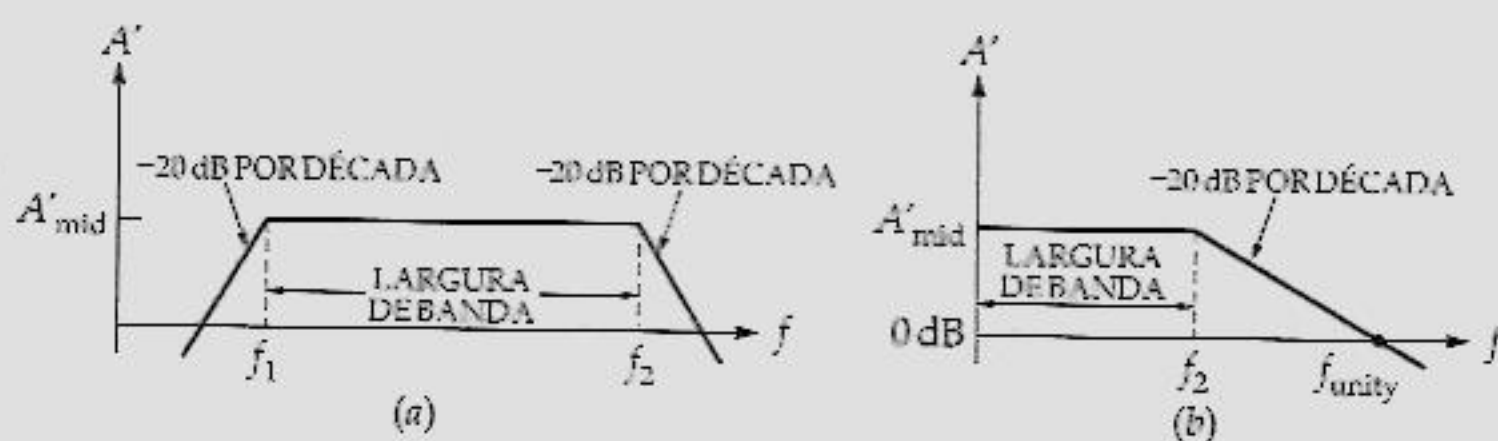 A′
−20 dB POR DÉCADA
−20 dB POR DÉCADA
A′mid
LARGURA
DE BANDA
f
f1
f2
(a)
A′
−20 dB POR DÉCADA
A′mid
LARGURA
DE BANDA
0 dB
f
f2
funity
(b)